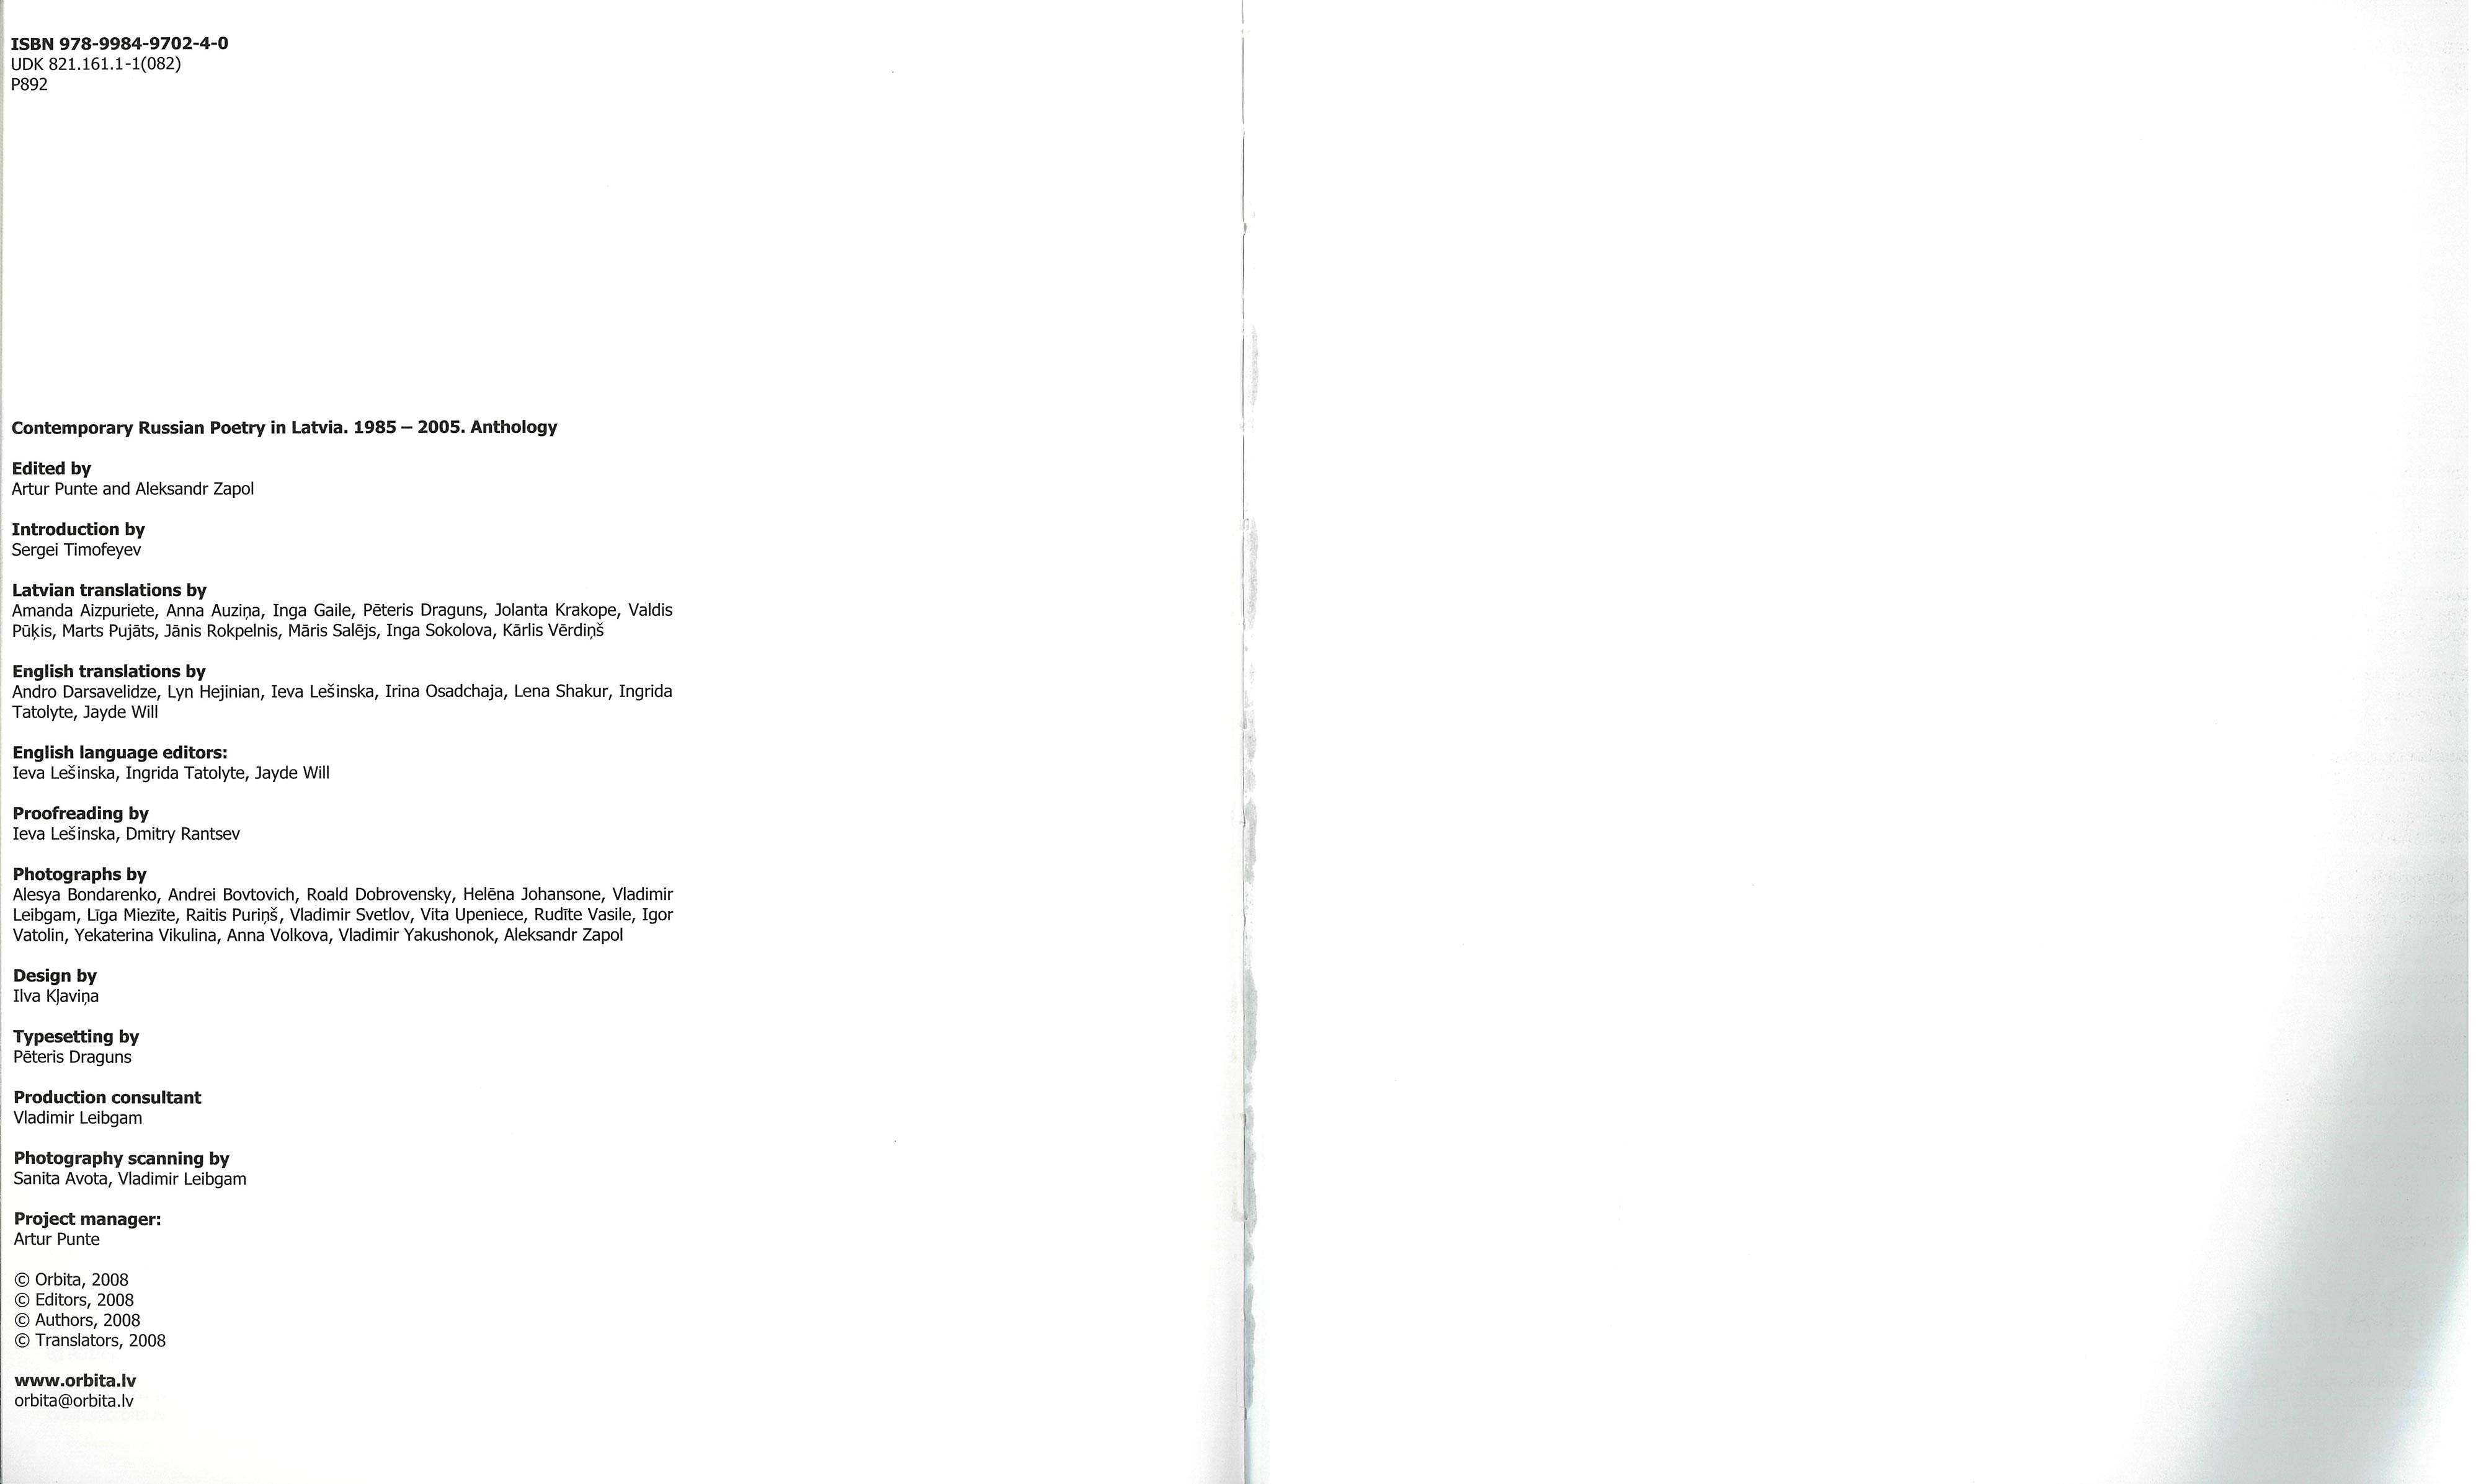 ISBN 978-9984-9702-4-0
UDK 821.161.1-1(082)
P892
Contemporary Russian Poetry in Latvia. 1985 – 2005. Anthology
Edited by
Artur Punte and Aleksandr Zapol
Introduction by
Sergei Timofeyev
Latvian translations by
Amanda Aizpuriete, Anna Auziņa, Inga Gaile, Pēteris Draguns, Jolanta Krakope, Valdis
Pūķis, Marts Pujāts, Jānis Rokpelnis, Māris Salējs, Inga Sokolova, Kārlis Vērdiņš
English translations by
Andro Darsavelidze, Lyn Hejinian, Ieva Lešinska, Irina Osadchaja, Lena Shakur, Ingrida
Tatolyte, Jayde Will
English language editors:
Ieva Lešinska, Ingrida Tatolyte, Jayde Will
Proofreading by
Ieva Lešinska, Dmitry Rantsev
Photographs by
Alesya Bondarenko, Andrei Bovtovich, Roald Dobrovensky, Helēna Johansone, Vladimir
Leibgam, Līga Miezīte, Raitis Puriņš, Vladimir Svetlov, Vita Upeniece, Rudīte Vasile, Igor
Vatolin, Yekaterina Vikulina, Anna Volkova, Vladimir Yakushonok, Aleksandr Zapol
Design by
Ilva Kļaviņa
Typesetting by
Pēteris Draguns
Production consultant
Vladimir Leibgam
Photography scanning by
Sanita Avota, Vladimir Leibgam
Project manager:
Artur Punte
© Orbita, 2008
© Editors, 2008
© Authors, 2008
© Translators, 2008
www.orbita.lv
orbita@orbita.lv